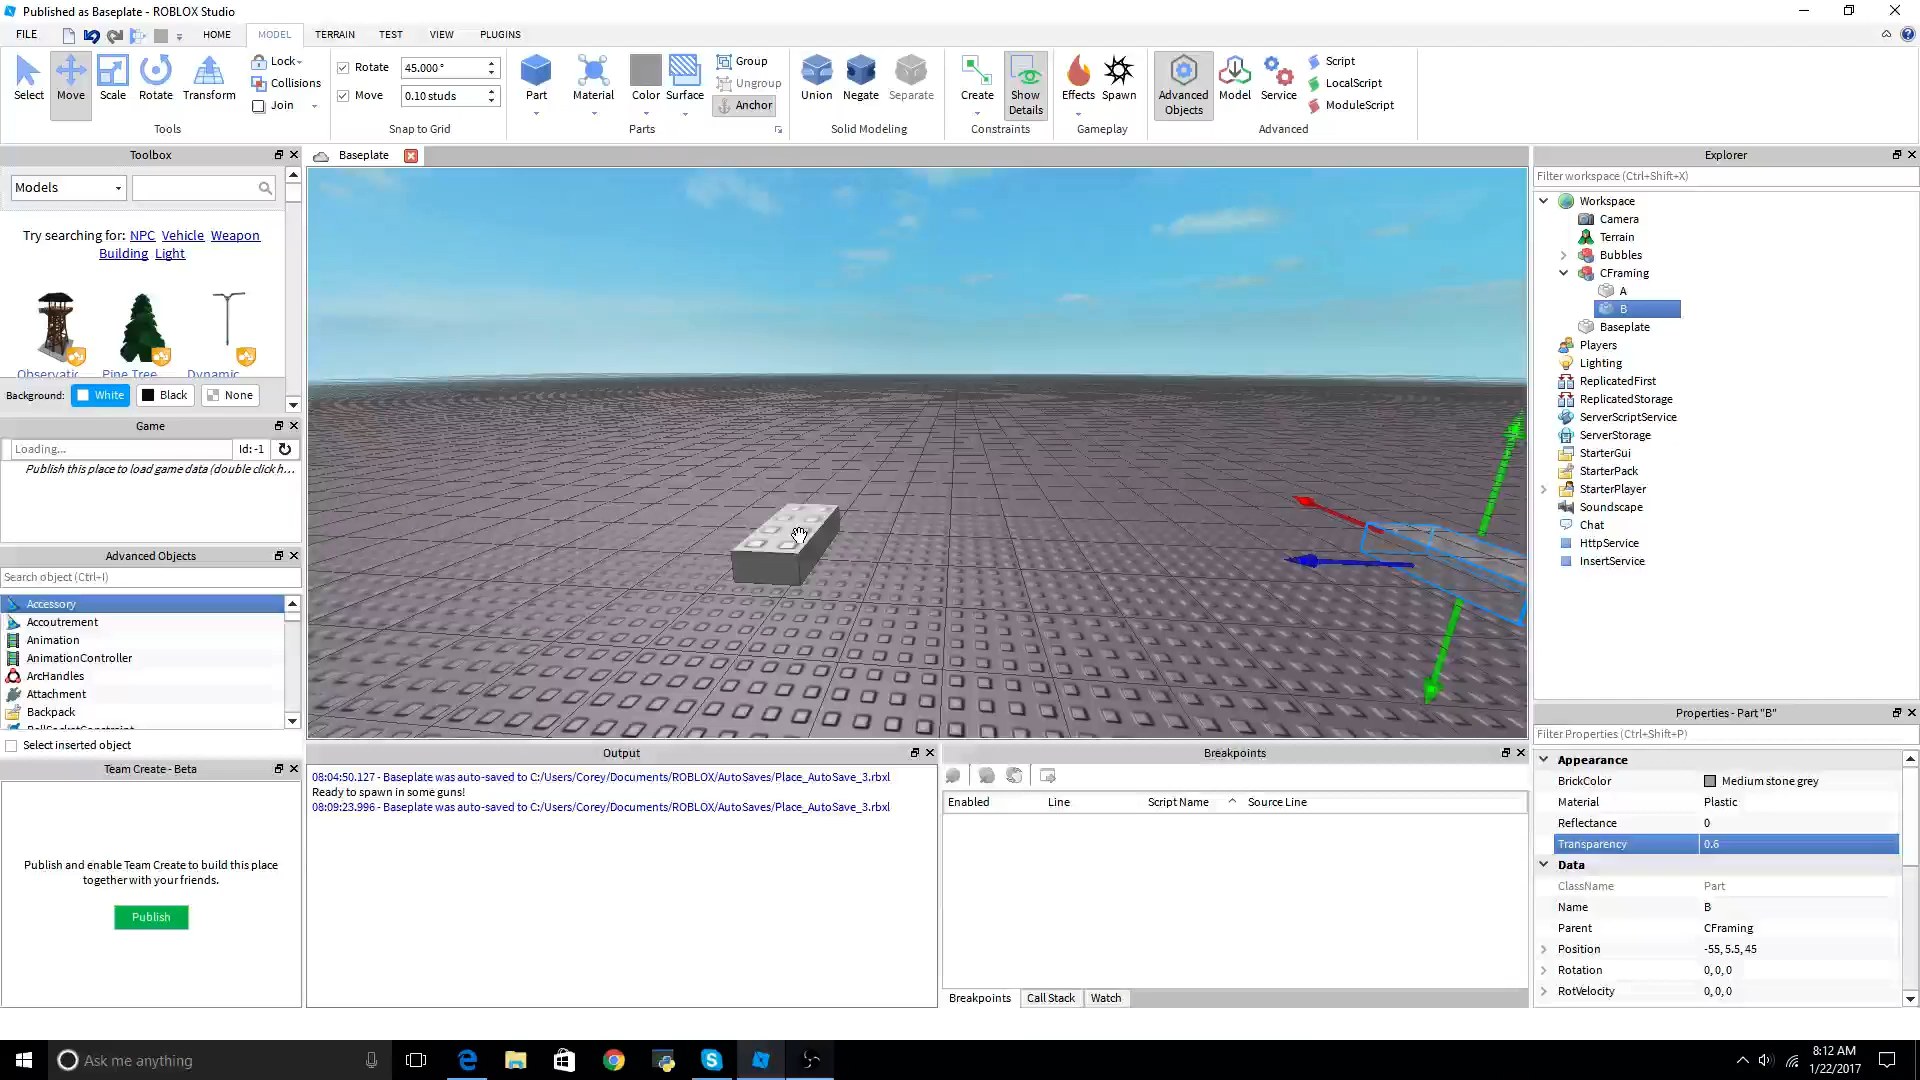 Published as Baseplate - ROBLOX Studio
FILE HOME MODEL TERRAIN TEST VIEW PLUGINS
Select Move Scale Rotate Transform
Lock
Collisions
Join
Tools
Rotate 45.000 °
Move 0.10 studs
Snap to Grid
Part Material Color Surface
Group
Ungroup
Anchor
Parts
Union Negate Separate
Solid Modeling
Create Show Details
Constraints
Effects Spawn
Gameplay
Advanced Objects Model Service
Script
LocalScript
ModuleScript
Advanced
Toolbox
Models
Try searching for: NPC Vehicle Weapon
Building Light
Observatic Pine Tree Dynamic
Background: White Black None
Game
Loading... Id: -1
Publish this place to load game data (double click h...
Advanced Objects
Search object (Ctrl+I)
Accessory
Accoutrement
Animation
AnimationController
ArcHandles
Attachment
Backpack
BallSocketConstraint
Select inserted object
Team Create - Beta
Publish and enable Team Create to build this place
together with your friends.
Publish
Baseplate
Output
08:04:50.127 - Baseplate was auto-saved to C:/Users/Corey/Documents/ROBLOX/AutoSaves/Place_AutoSave_3.rbxl
Ready to spawn in some guns!
08:09:23.996 - Baseplate was auto-saved to C:/Users/Corey/Documents/ROBLOX/AutoSaves/Place_AutoSave_3.rbxl
Breakpoints
Enabled Line Script Name Source Line
Breakpoints Call Stack Watch
Explorer
Filter workspace (Ctrl+Shift+X)
Workspace
Camera
Terrain
Bubbles
CFraming
A
B
Baseplate
Players
Lighting
ReplicatedFirst
ReplicatedStorage
ServerScriptService
ServerStorage
StarterGui
StarterPack
StarterPlayer
Soundscape
Chat
HttpService
InsertService
Properties - Part "B"
Filter Properties (Ctrl+Shift+P)
Appearance
BrickColor Medium stone grey
Material Plastic
Reflectance 0
Transparency 0.6
Data
ClassName Part
Name B
Parent CFraming
Position -55, 5.5, 45
Rotation 0, 0, 0
RotVelocity 0, 0, 0
Ask me anything
8:12 AM
1/22/2017